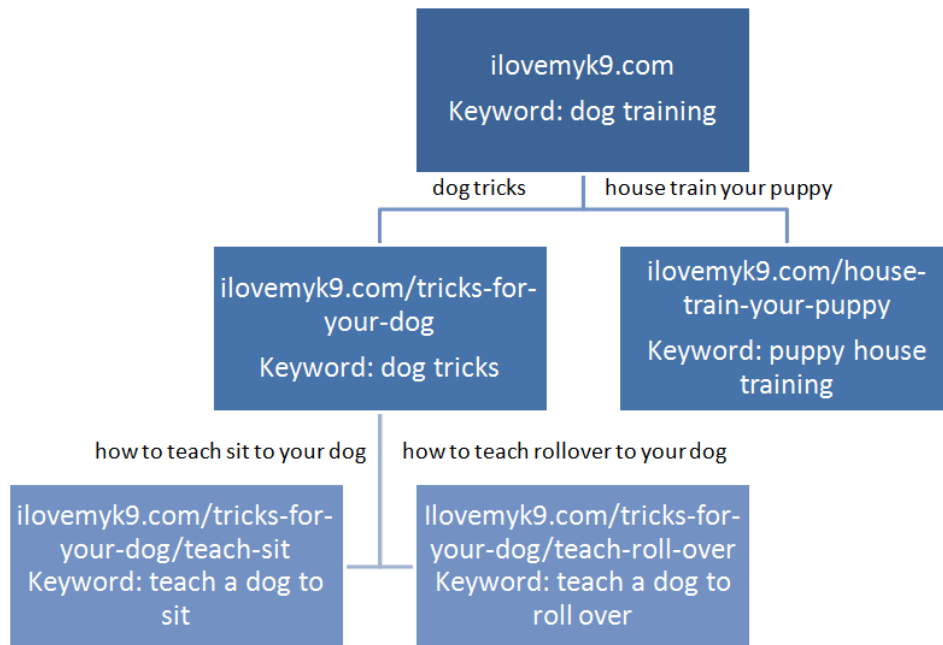 ilovemyk9.com
Keyword: dog training
dog tricks
house train your puppy
ilovemyk9.com/tricks-for-
your-dog
Keyword: dog tricks
ilovemyk9.com/house-
train-your-puppy
Keyword: puppy house
training
how to teach sit to your dog
how to teach rollover to your dog
ilovemyk9.com/tricks-for-
your-dog/teach-sit
Keyword: teach a dog to
sit
Ilovemyk9.com/tricks-for-
your-dog/teach-roll-over
Keyword: teach a dog to
roll over